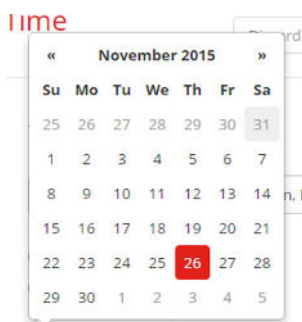 Time
« November 2015 »
Su Mo Tu We Th Fr Sa
25 26 27 28 29 30 31
1 2 3 4 5 6 7
8 9 10 11 12 13 14
15 16 17 18 19 20 21
22 23 24 25 26 27 28
29 30 1 2 3 4 5